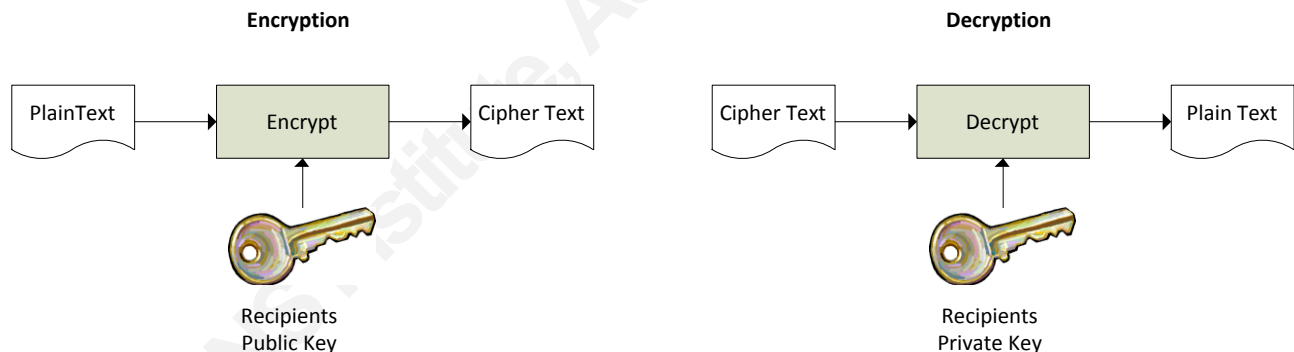 Encryption
Decryption
PlainText
Encrypt
Cipher Text
Cipher Text
Decrypt
Plain Text
Recipients
Public Key
Recipients
Private Key